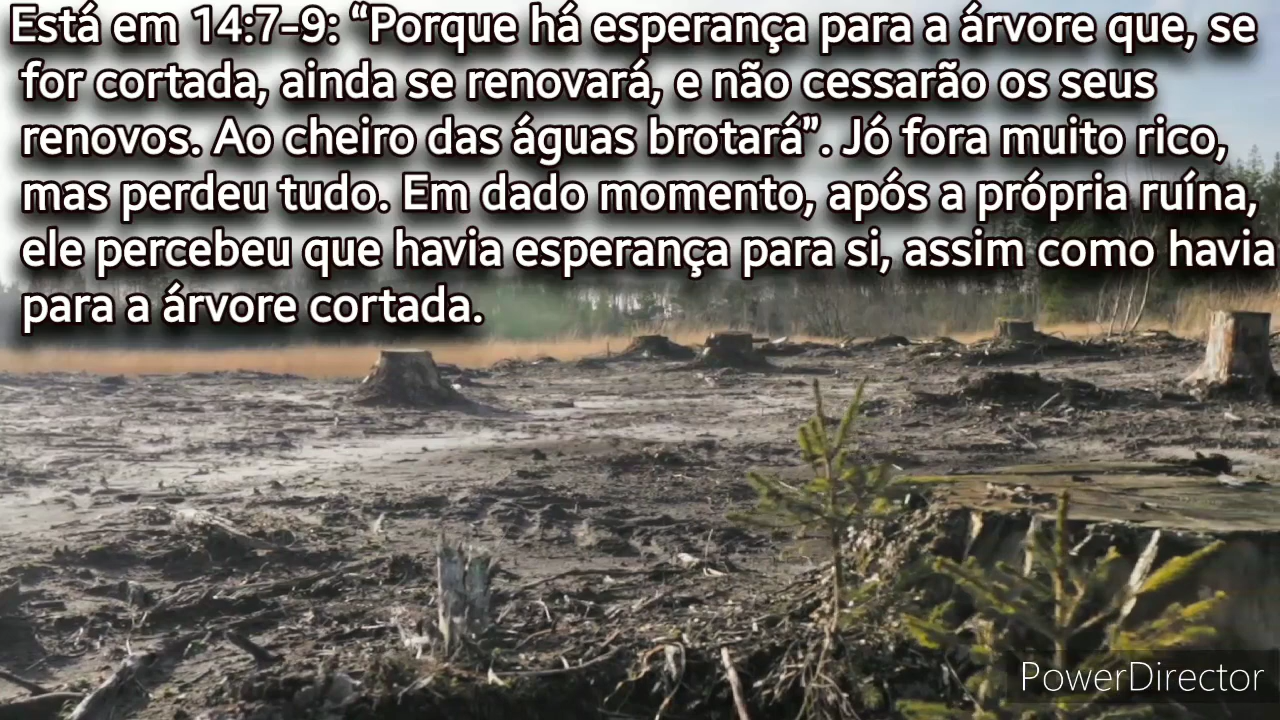 Está em 14:7-9: “Porque há esperança para a árvore que, se
for cortada, ainda se renovará, e não cessarão os seus
renovos. Ao cheiro das águas brotará”. Jó fora muito rico,
mas perdeu tudo. Em dado momento, após a própria ruína,
ele percebeu que havia esperança para si, assim como havia
para a árvore cortada.
PowerDirector